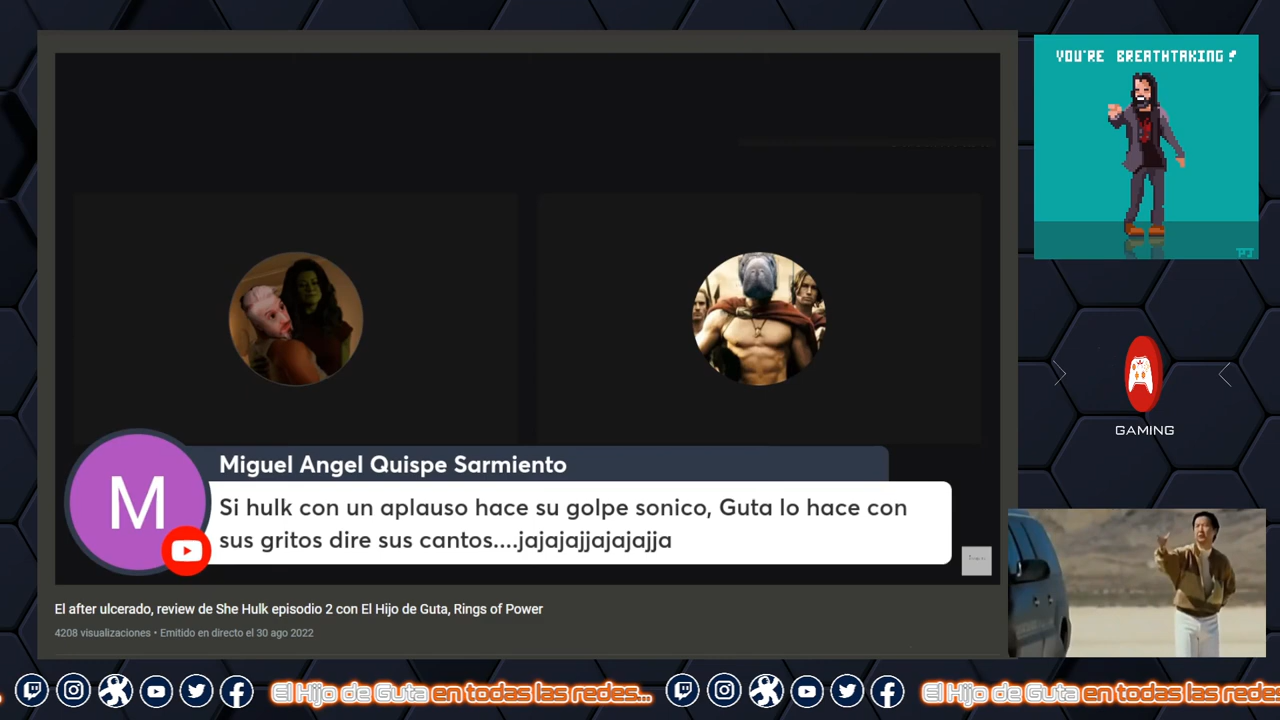 YOU'RE BREATHTAKING!
PJ
M
Miguel Angel Quispe Sarmiento
Si hulk con un aplauso hace su golpe sonico, Guta lo hace con
sus gritos dire sus cantos....jajajajjajajajja
GAMING
El after ulcerado, review de She Hulk episodio 2 con El Hijo de Guta, Rings of Power
4208 visualizaciones • Emitido en directo el 30 ago 2022
El Hijo de Guta en todas las redes... El Hijo de Guta en todas las redes